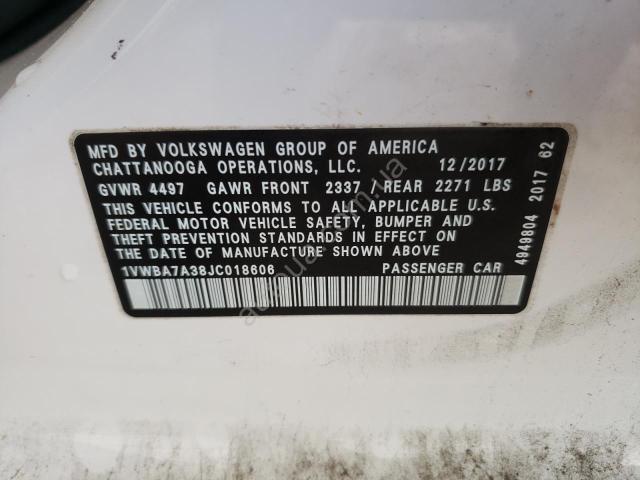 MFD BY VOLKSWAGEN GROUP OF AMERICA
CHATTANOOGA OPERATIONS, LLC. 12/2017
GVWR 4497 GAWR FRONT 2337 / REAR 2271 LBS
THIS VEHICLE CONFORMS TO ALL APPLICABLE U.S.
FEDERAL MOTOR VEHICLE SAFETY, BUMPER AND
THEFT PREVENTION STANDARDS IN EFFECT ON
THE DATE OF MANUFACTURE SHOWN ABOVE
1VWBA7A38JC018606 PASSENGER CAR
4949804 2017 62